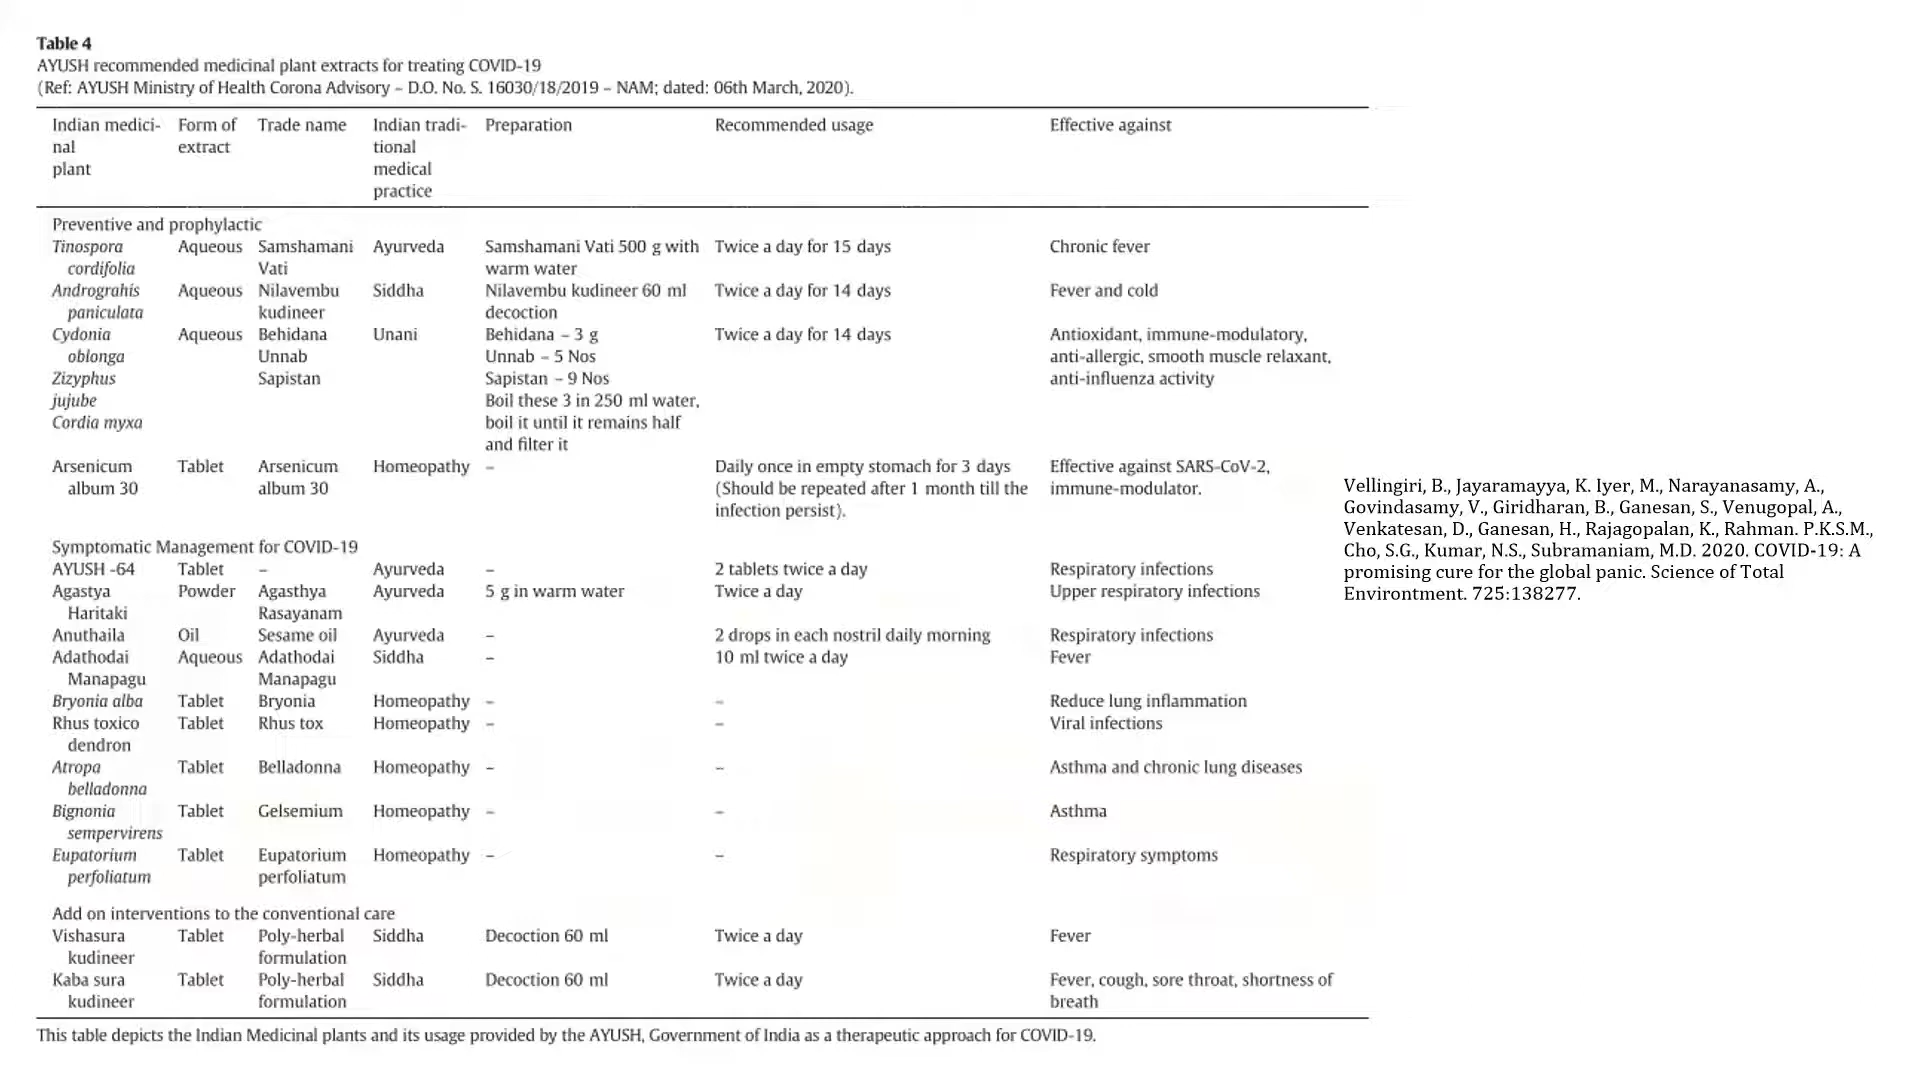 Table 4
AYUSH recommended medicinal plant extracts for treating COVID-19
(Ref: AYUSH Ministry of Health Corona Advisory – D.O. No. S. 16030/18/2019 – NAM; dated: 06th March, 2020).
Indian medici- Form of Trade name Indian tradi- Preparation Recommended usage Effective against
nal extract tional
plant medical
practice
Preventive and prophylactic
Tinospora Aqueous Samshamani Ayurveda Samshamani Vati 500 g with Twice a day for 15 days Chronic fever
cordifolia Vati warm water
Andrograhis Aqueous Nilavembu Siddha Nilavembu kudineer 60 ml Twice a day for 14 days Fever and cold
paniculata kudineer decoction
Cydonia Aqueous Behidana Unani Behidana – 3 g Twice a day for 14 days Antioxidant, immune-modulatory,
oblonga Unnab Unnab – 5 Nos anti-allergic, smooth muscle relaxant,
Zizyphus Sapistan Sapistan – 9 Nos anti-influenza activity
jujube Boil these 3 in 250 ml water,
Cordia myxa boil it until it remains half
and filter it
Arsenicum Tablet Arsenicum Homeopathy – Daily once in empty stomach for 3 days Effective against SARS-CoV-2,
album 30 album 30 (Should be repeated after 1 month till the immune-modulator.
infection persist).
Symptomatic Management for COVID-19
AYUSH -64 Tablet – Ayurveda – 2 tablets twice a day Respiratory infections
Agastya Powder Agasthya Ayurveda 5 g in warm water Twice a day Upper respiratory infections
Haritaki Rasayanam
Anuthaila Oil Sesame oil Ayurveda – 2 drops in each nostril daily morning Respiratory infections
Adathodai Aqueous Adathodai Siddha – 10 ml twice a day Fever
Manapagu Manapagu
Bryonia alba Tablet Bryonia Homeopathy – – Reduce lung inflammation
Rhus toxico Tablet Rhus tox Homeopathy – – Viral infections
dendron
Atropa Tablet Belladonna Homeopathy – – Asthma and chronic lung diseases
belladonna
Bignonia Tablet Gelsemium Homeopathy – – Asthma
sempervirens
Eupatorium Tablet Eupatorium Homeopathy – – Respiratory symptoms
perfoliatum perfoliatum
Add on interventions to the conventional care
Vishasura Tablet Poly-herbal Siddha Decoction 60 ml Twice a day Fever
kudineer formulation
Kaba sura Tablet Poly-herbal Siddha Decoction 60 ml Twice a day Fever, cough, sore throat, shortness of
kudineer formulation breath
This table depicts the Indian Medicinal plants and its usage provided by the AYUSH, Government of India as a therapeutic approach for COVID-19.
Vellingiri, B., Jayaramayya, K. Iyer, M., Narayanasamy, A.,
Govindasamy, V., Giridharan, B., Ganesan, S., Venugopal, A.,
Venkatesan, D., Ganesan, H., Rajagopalan, K., Rahman. P.K.S.M.,
Cho, S.G., Kumar, N.S., Subramaniam, M.D. 2020. COVID-19: A
promising cure for the global panic. Science of Total
Environtment. 725:138277.